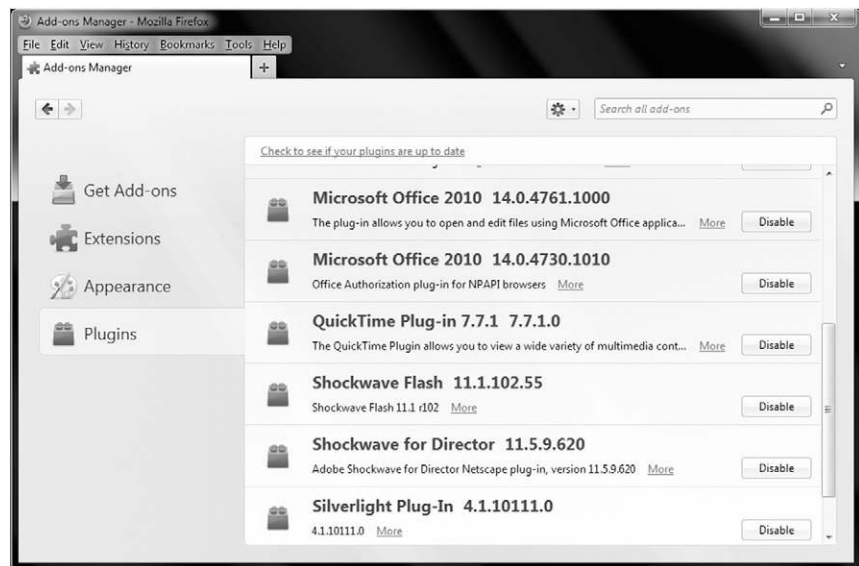 Add-ons Manager - Mozilla Firefox
File Edit View History Bookmarks Tools Help
Add-ons Manager
Search all add-ons
Check to see if your plugins are up to date
Get Add-ons
Extensions
Appearance
Plugins
Microsoft Office 2010 14.0.4761.1000
The plug-in allows you to open and edit files using Microsoft Office applica... More
Disable
Microsoft Office 2010 14.0.4730.1010
Office Authorization plug-in for NPAPI browsers More
Disable
QuickTime Plug-in 7.7.1 7.7.1.0
The QuickTime Plugin allows you to view a wide variety of multimedia cont... More
Disable
Shockwave Flash 11.1.102.55
Shockwave Flash 11.1 r102 More
Disable
Shockwave for Director 11.5.9.620
Adobe Shockwave for Director Netscape plug-in, version 11.5.9.620 More
Disable
Silverlight Plug-In 4.1.10111.0
4.1.10111.0 More
Disable